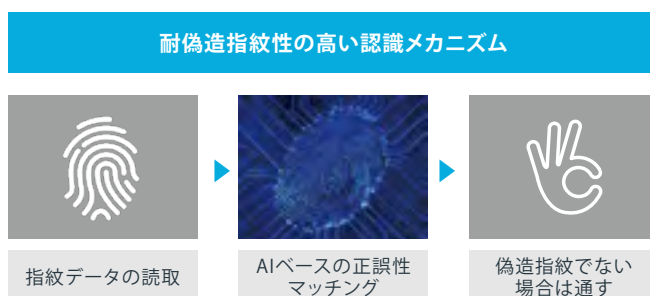 耐偽造指紋性の高い認識メカニズム
指紋データの読取
AIベースの正誤性
マッチング
偽造指紋でない
場合は通す